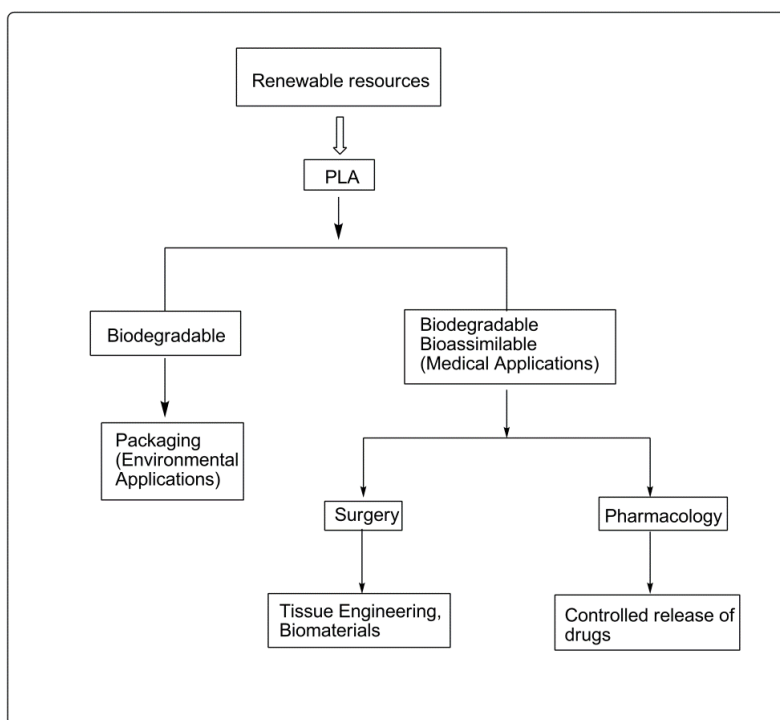 Renewable resources
PLA
Biodegradable
Biodegradable
Bioassimilable
(Medical Applications)
Packaging
(Environmental
Applications)
Surgery
Pharmacology
Tissue Engineering,
Biomaterials
Controlled release of
drugs